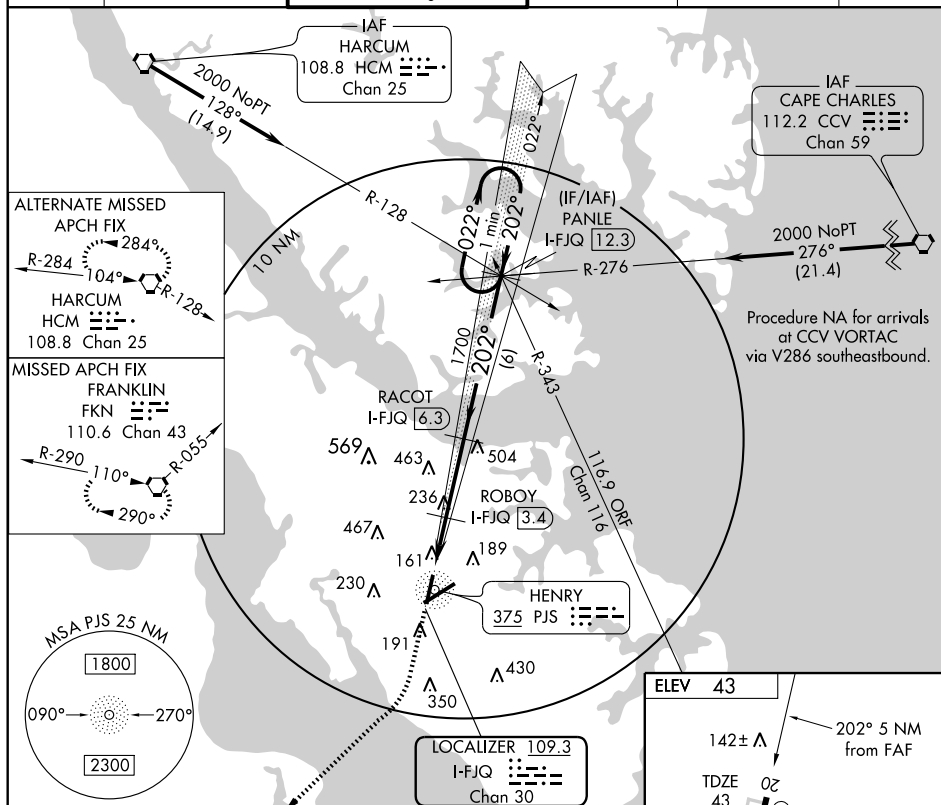 IAF
HARCUM
108.8 HCM
Chan 25
2000 NoPT
128°
(14.9)
R-128
IAF
CAPE CHARLES
112.2 CCV
Chan 59
2000 NoPT
276°
(21.4)
R-276
Procedure NA for arrivals
at CCV VORTAC
via V286 southeastbound.
022°
022°
1 min
202°
(IF/IAF)
PANLE
I-FJQ 12.3
10 NM
ALTERNATE MISSED
APCH FIX
284°
R-284
104°
R-128
HARCUM
HCM
108.8 Chan 25
MISSED APCH FIX
FRANKLIN
FKN
110.6 Chan 43
R-290
110°
R-055
290°
1700
202°
(6)
R-343
116.9 ORF
Chan 116
RACOT
I-FJQ 6.3
569
463
504
236
ROBOY
I-FJQ 3.4
467
161
189
230
HENRY
375 PJS
191
430
350
MSA PJS 25 NM
1800
090°
270°
2300
LOCALIZER 109.3
I-FJQ
Chan 30
ELEV 43
142±
202° 5 NM
from FAF
TDZE
43
20